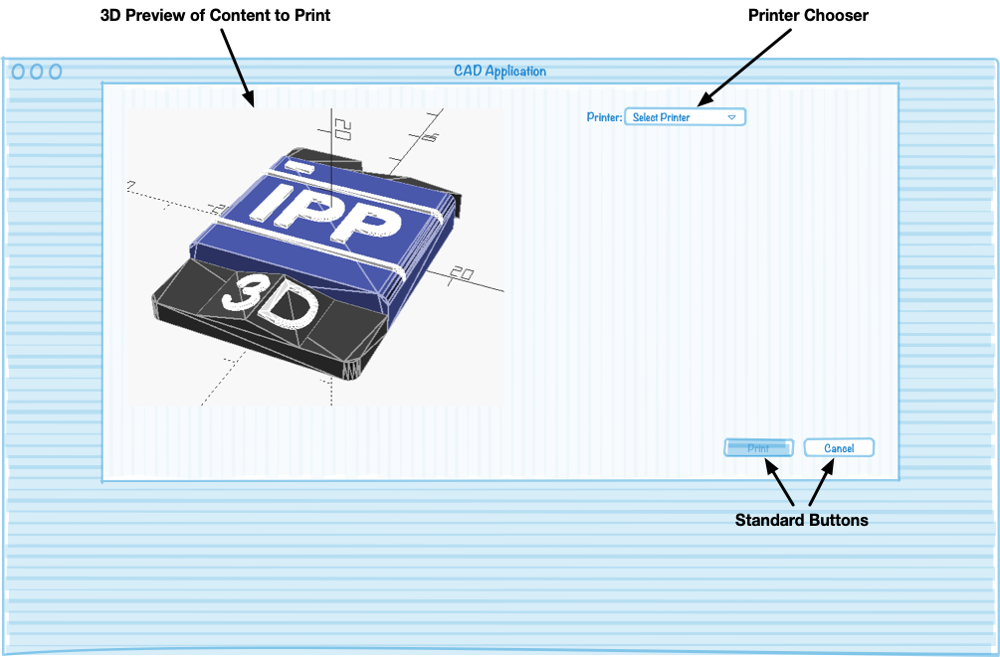 3D Preview of Content to Print
Printer Chooser
CAD Application
Printer: Select Printer
20
IPP
3D
20
Print
Cancel
Standard Buttons